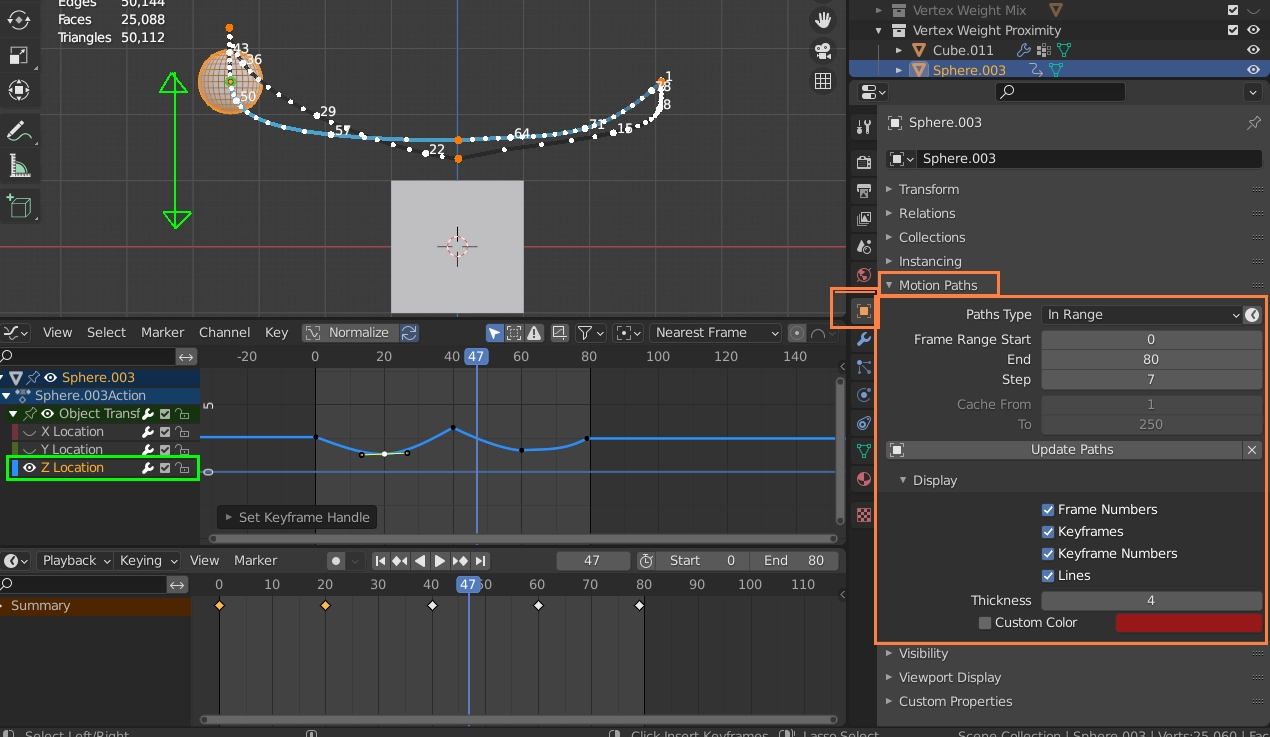 Edges 50,144
Faces 25,088
Triangles 50,112
43
36
50
29
57
22
64
71
15
1
78
8
Vertex Weight Mix
Vertex Weight Proximity
Cube.011
Sphere.003
Sphere.003
Sphere.003
Transform
Relations
Collections
Instancing
Motion Paths
Paths Type In Range
Frame Range Start 0
End 80
Step 7
Cache From 1
To 250
Update Paths
Display
Frame Numbers
Keyframes
Keyframe Numbers
Lines
Thickness 4
Custom Color
Visibility
Viewport Display
Custom Properties
View Select Marker Channel Key Normalize Nearest Frame
-20 0 20 40 47 60 80 100 120 140
Sphere.003
Sphere.003Action
Object Transf
X Location
Y Location
Z Location
5
0
Set Keyframe Handle
Playback Keying View Marker 47 Start 0 End 80
0 10 20 30 40 47 50 60 70 80 90 100 110
Summary
Select Left/Right Click Insert Keyframes Lasso Select Scene Collection | Sphere.003 | Verts:25,060 | Fac